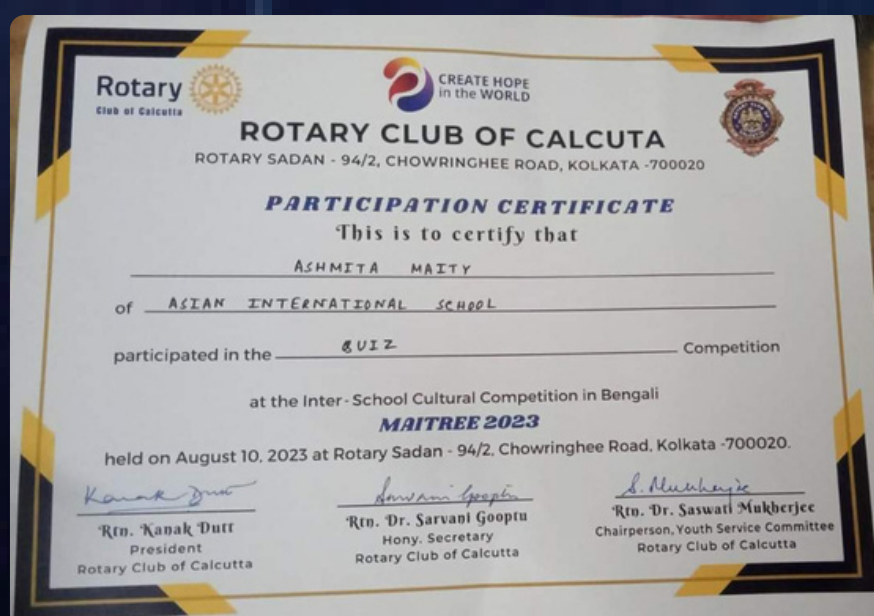 Rotary
Club of Calcutta
CREATE HOPE
in the WORLD
ROTARY CLUB OF CALCUTA
ROTARY SADAN - 94/2, CHOWRINGHEE ROAD, KOLKATA -700020
PARTICIPATION CERTIFICATE
This is to certify that
ASHMITA MAITY
of ASIAN INTERNATIONAL SCHOOL
participated in the QUIZ Competition
at the Inter-School Cultural Competition in Bengali
MAITREE 2023
held on August 10, 2023 at Rotary Sadan - 94/2, Chowringhee Road, Kolkata -700020.
Kanak Dutt
S. Mukherjee
Rtn. Kanak Dutt
President
Rotary Club of Calcutta
Rtn. Dr. Sarvani Gooptu
Hony. Secretary
Rotary Club of Calcutta
Rtn. Dr. Saswati Mukherjee
Chairperson, Youth Service Committee
Rotary Club of Calcutta